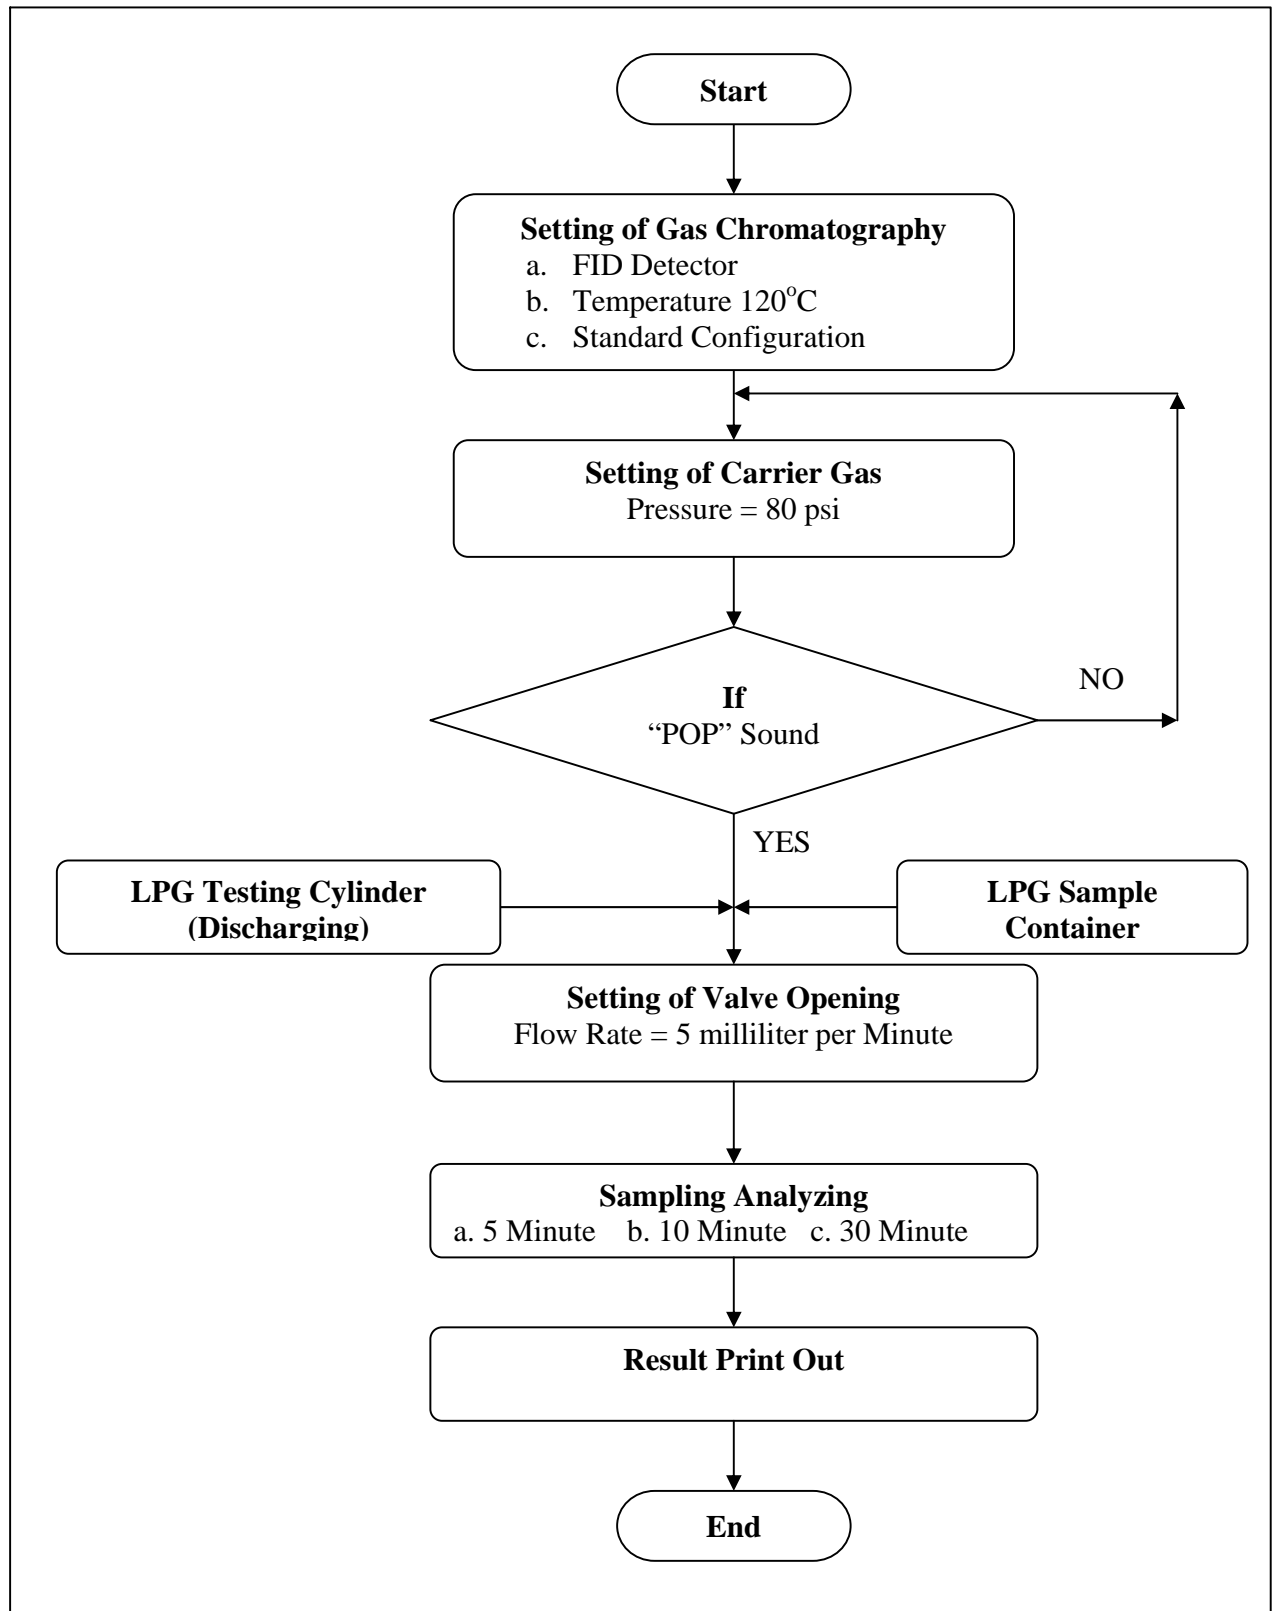 Start
Setting of Gas Chromatography
a. FID Detector
b. Temperature 120°C
c. Standard Configuration
Setting of Carrier Gas
Pressure = 80 psi
If
“POP” Sound
NO
YES
LPG Testing Cylinder
(Discharging)
LPG Sample
Container
Setting of Valve Opening
Flow Rate = 5 milliliter per Minute
Sampling Analyzing
a. 5 Minute b. 10 Minute c. 30 Minute
Result Print Out
End